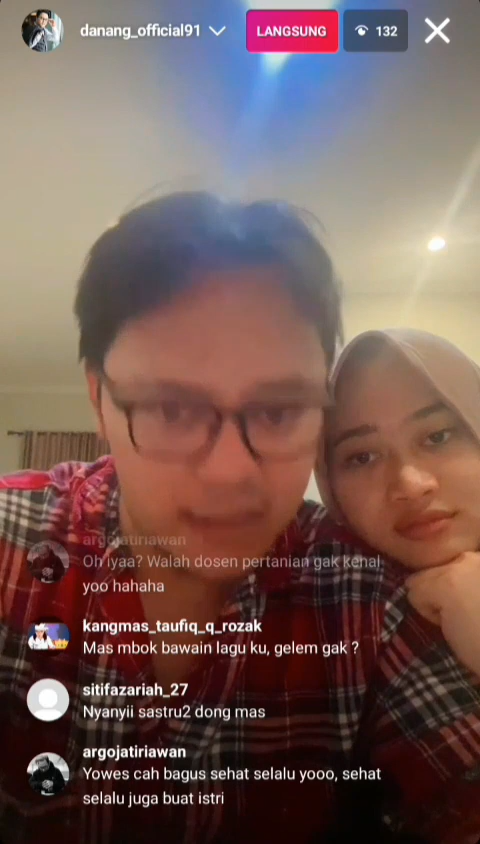 danang_official91
LANGSUNG
132
argojatiriawan
Oh iyaa? Walah dosen pertanian gak kenal
yoo hahaha
kangmas_taufiq_q_rozak
Mas mbok bawain lagu ku, gelem gak ?
sitifazariah_27
Nyanyii sastru2 dong mas
argojatiriawan
Yowes cah bagus sehat selalu yooo, sehat
selalu juga buat istri